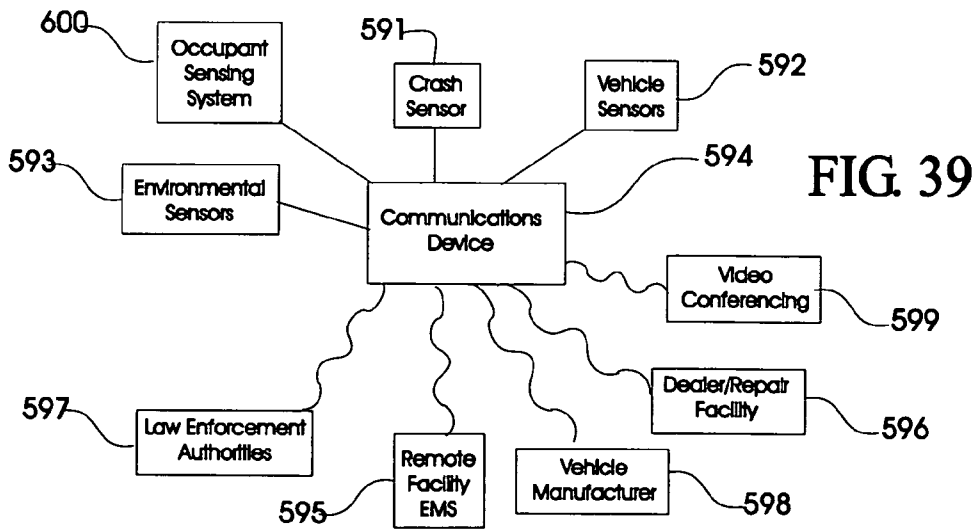 600
Occupant
Sensing
System
591
Crash
Sensor
592
Vehicle
Sensors
593
Environmental
Sensors
594
Communications
Device
FIG. 39
Video
Conferencing
599
Dealer/Repair
Facility
596
597
Law Enforcement
Authorities
595
Remote
Facility
EMS
Vehicle
Manufacturer
598